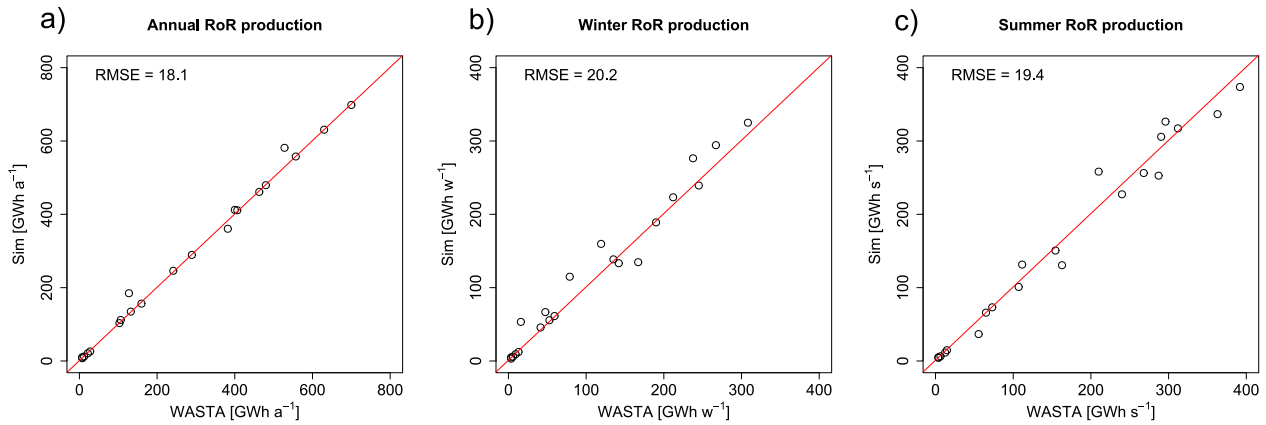 a)
Annual RoR production
RMSE = 18.1
Sim [GWh a⁻¹]
0
200
400
600
800
0
200
400
600
800
WASTA [GWh a⁻¹]
b)
Winter RoR production
RMSE = 20.2
Sim [GWh w⁻¹]
0
100
200
300
400
0
100
200
300
400
WASTA [GWh w⁻¹]
c)
Summer RoR production
RMSE = 19.4
Sim [GWh s⁻¹]
0
100
200
300
400
0
100
200
300
400
WASTA [GWh s⁻¹]